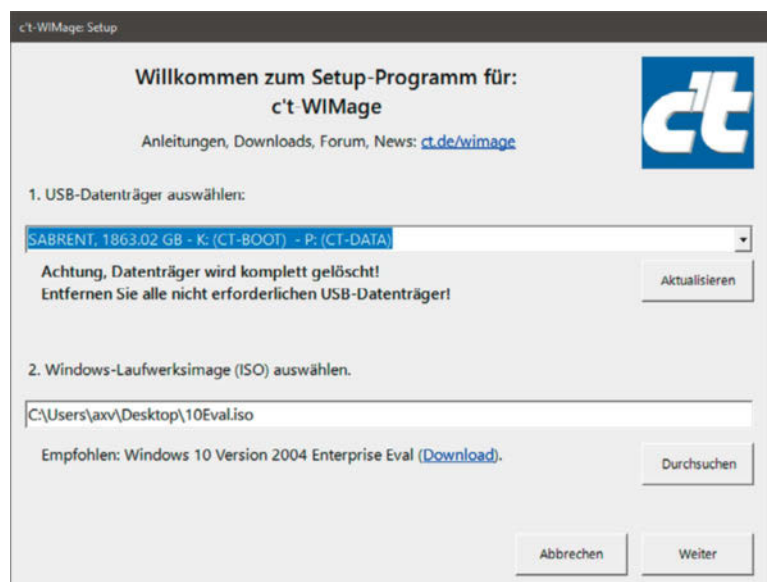 c't-WIMage: Setup
Willkommen zum Setup-Programm für:
c't-WIMage
c't
Anleitungen, Downloads, Forum, News: ct.de/wimage
1. USB-Datenträger auswählen:
SABRENT, 1863.02 GB - K: (CT-BOOT) - P: (CT-DATA)
Achtung, Datenträger wird komplett gelöscht!
Entfernen Sie alle nicht erforderlichen USB-Datenträger!
Aktualisieren
2. Windows-Laufwerksimage (ISO) auswählen.
C:\Users\axv\Desktop\10Eval.iso
Empfohlen: Windows 10 Version 2004 Enterprise Eval (Download).
Durchsuchen
Abbrechen
Weiter